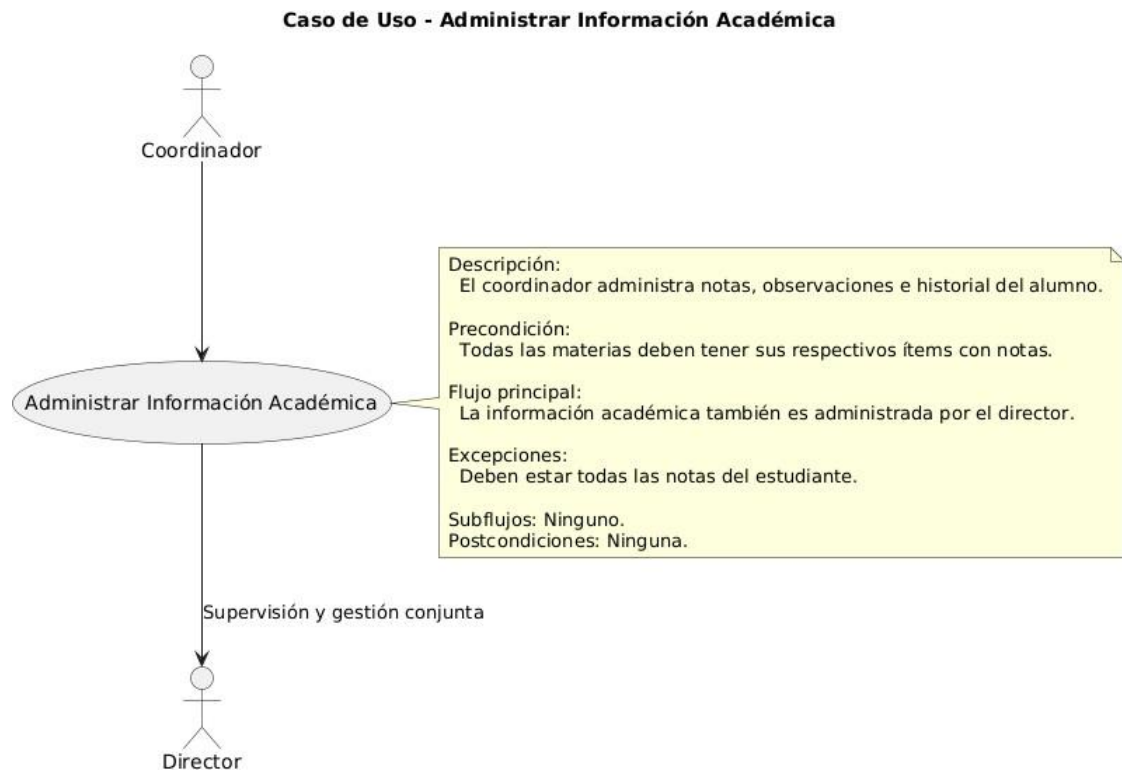 Caso de Uso - Administrar Información Académica
Coordinador
Administrar Información Académica
Descripción:
El coordinador administra notas, observaciones e historial del alumno.
Precondición:
Todas las materias deben tener sus respectivos ítems con notas.
Flujo principal:
La información académica también es administrada por el director.
Excepciones:
Deben estar todas las notas del estudiante.
Subflujos: Ninguno.
Postcondiciones: Ninguna.
Supervisión y gestión conjunta
Director